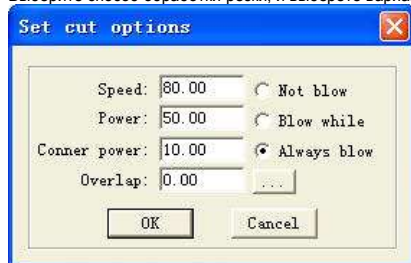 Set cut options
Speed: 80.00 Not blow
Power: 50.00 Blow while
Conner power: 10.00 Always blow
Overlap: 0.00 ...
OK Cancel